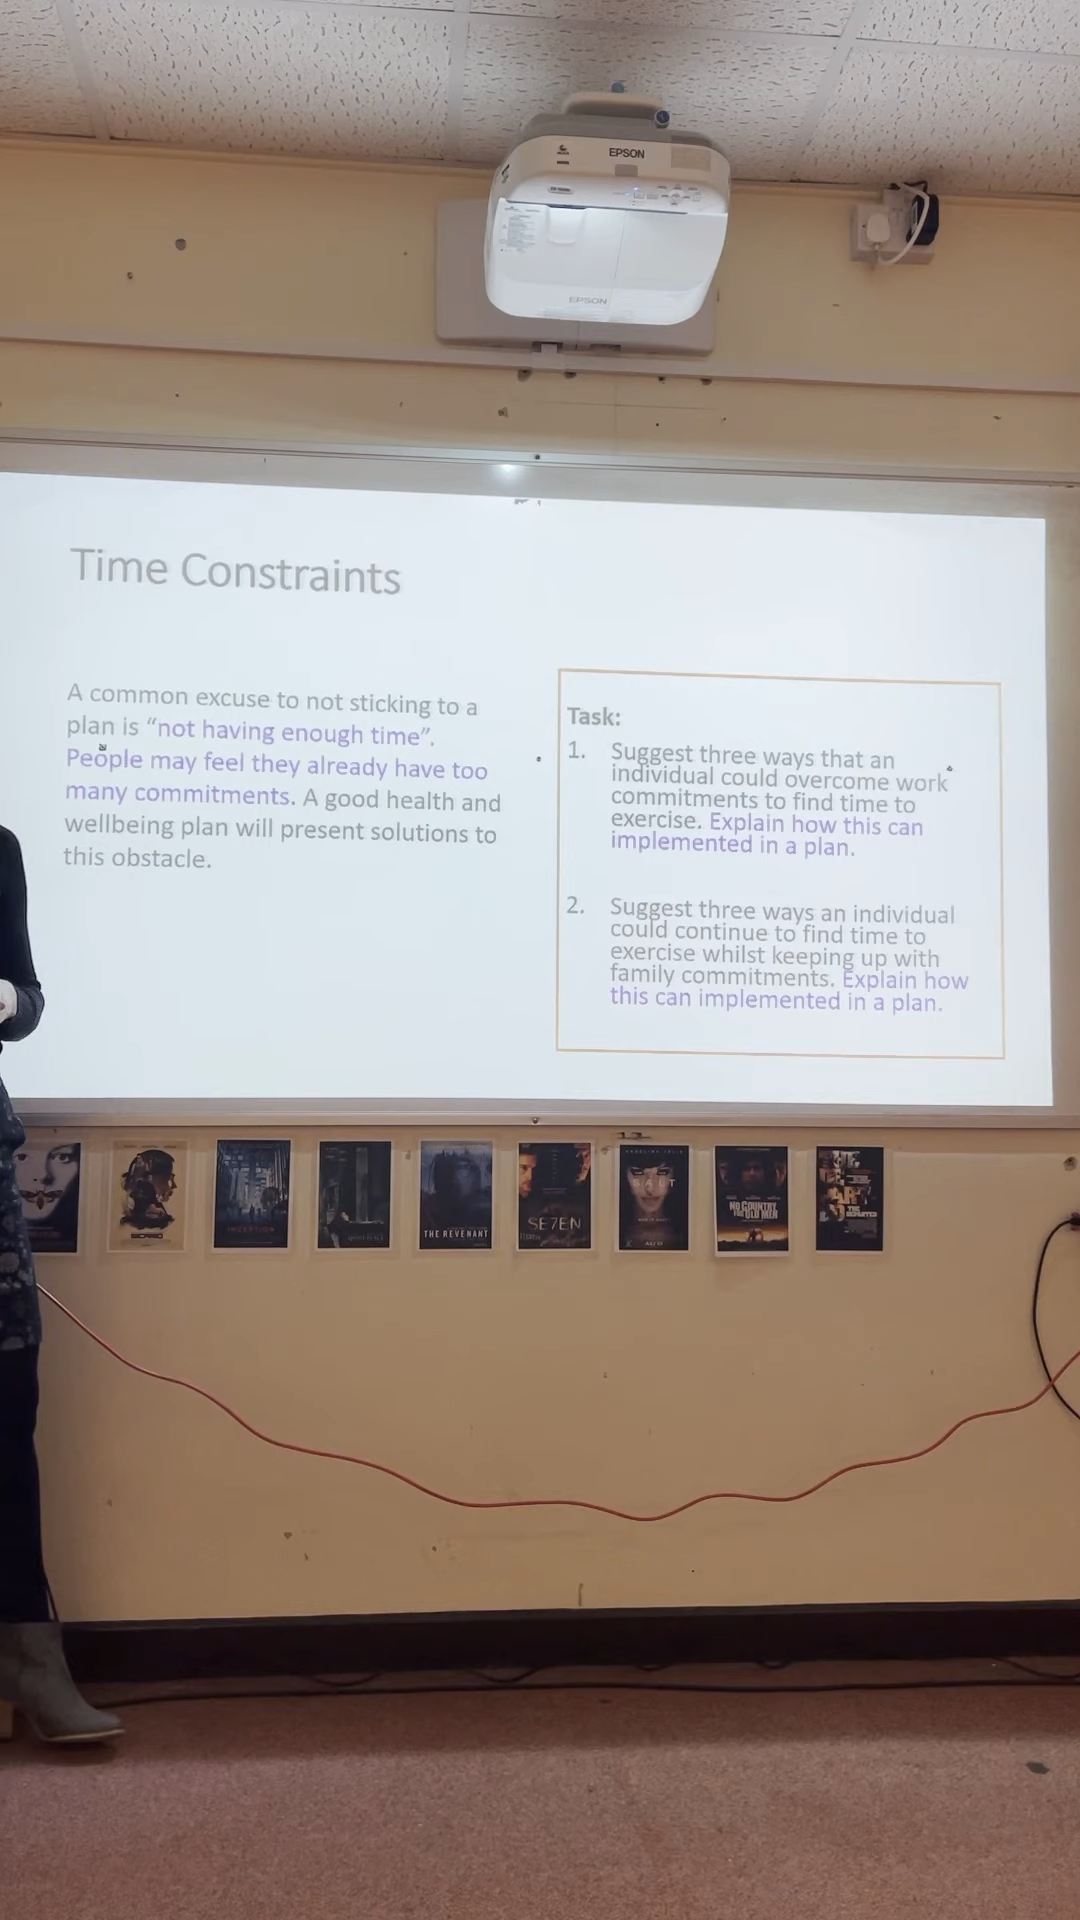 EPSON
EPSON
Time Constraints
A common excuse to not sticking to a
plan is “not having enough time”.
People may feel they already have too
many commitments. A good health and
wellbeing plan will present solutions to
this obstacle.
Task:
1. Suggest three ways that an
individual could overcome work
commitments to find time to
exercise. Explain how this can
implemented in a plan.
2. Suggest three ways an individual
could continue to find time to
exercise whilst keeping up with
family commitments. Explain how
this can implemented in a plan.
SICARIO
INCEPTION
THE REVENANT
SE7EN
SALT
NO COUNTRY
FOR OLD MEN
THE DEPARTED